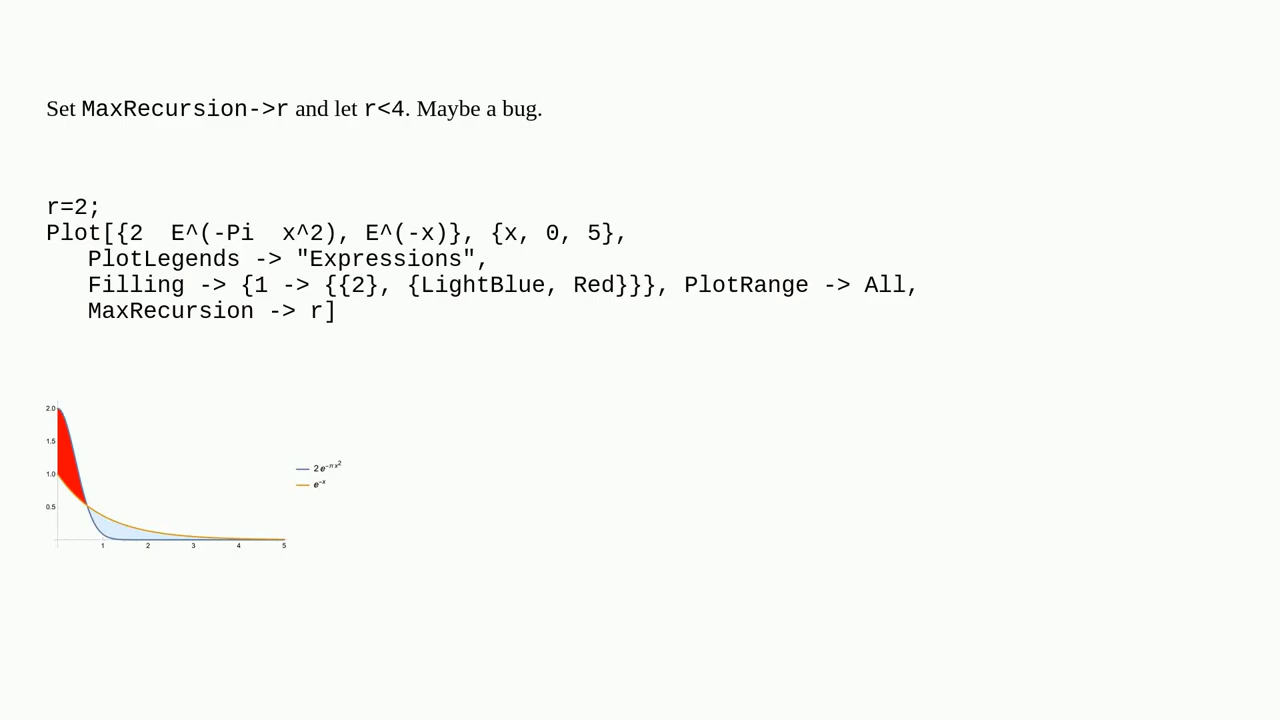 Set MaxRecursion->r and let r<4. Maybe a bug.
r=2;
Plot[{2  E^(-Pi  x^2), E^(-x)}, {x, 0, 5},
   PlotLegends -> "Expressions",
   Filling -> {1 -> {{2}, {LightBlue, Red}}}, PlotRange -> All,
   MaxRecursion -> r]
2.0
1.5
1.0
0.5
1 2 3 4 5
2 e^{-π x^2}
e^{-x}